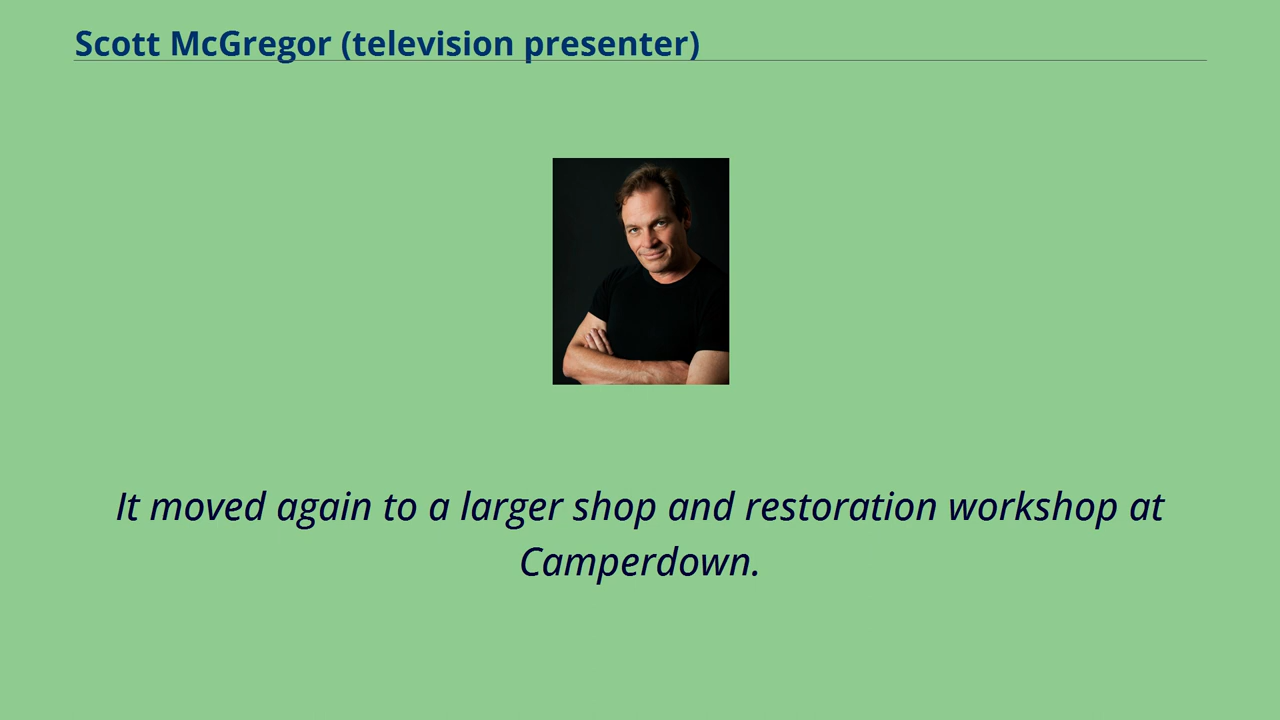 Scott McGregor (television presenter)
It moved again to a larger shop and restoration workshop at
Camperdown.